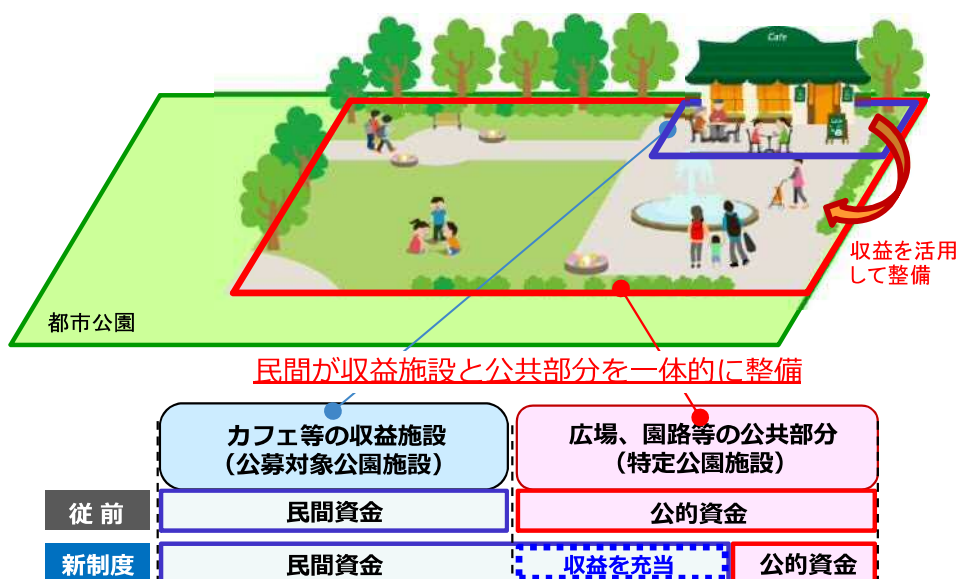 Cafe
収益を活用
して整備
都市公園
民間が収益施設と公共部分を一体的に整備
カフェ等の収益施設
（公募対象公園施設）
広場、園路等の公共部分
（特定公園施設）
従前
民間資金
公的資金
新制度
民間資金
収益を充当
公的資金